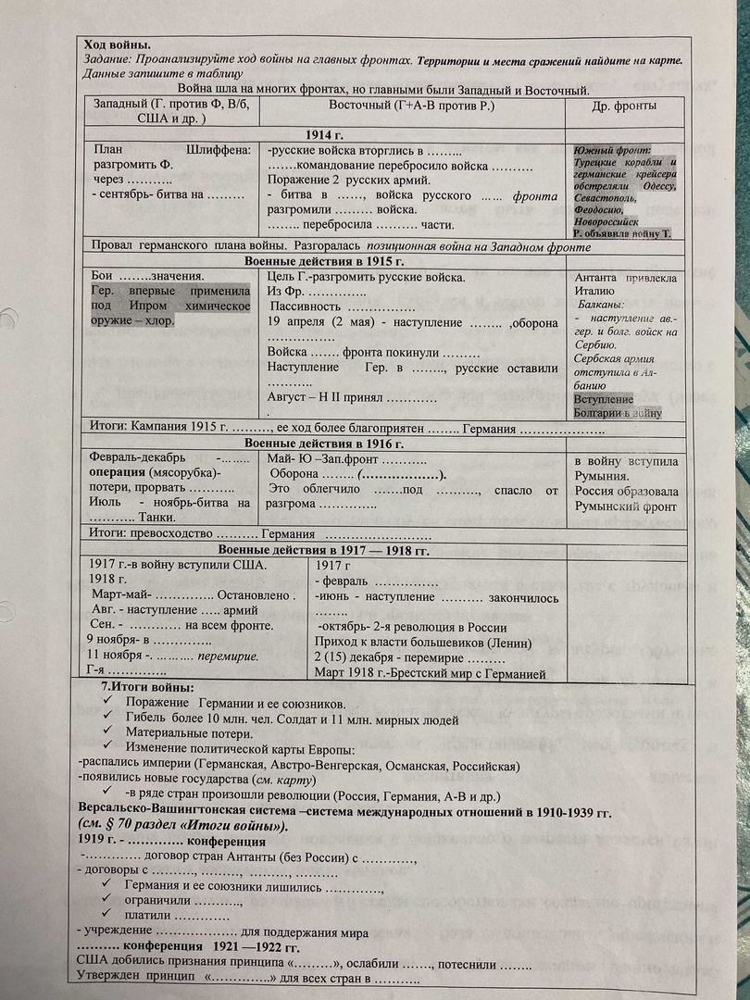 Ход войны.
Задание: Проанализируйте ход войны на главных фронтах. Территории и места сражений найдите на карте.
Данные запишите в таблицу
Война шла на многих фронтах, но главными были Западный и Восточный.
Западный (Г. против Ф, В/б,
США и др. )
Восточный (Г+А-В против Р.)
Др. фронты
1914 г.
План Шлиффена:
разгромить Ф.
через ………..
- сентябрь- битва на ………
-русские войска вторглись в ……..
…….командование перебросило войска ……….
Поражение 2 русских армий.
- битва в ……, войска русского …… фронта
разгромили ……… войска.
…….. перебросила ………. части.
Южный фронт:
Турецкие корабли и
германские крейсера
обстреляли Одессу,
Севастополь,
Феодосию,
Новороссийск
Р. объявила войну Т.
Провал германского плана войны. Разгоралась позиционная война на Западном фронте
Военные действия в 1915 г.
Бои ……..значения.
Гер. впервые применила
под Ипром химическое
оружие – хлор.
Цель Г.-разгромить русские войска.
Из Фр. ………….
Пассивность ……………
19 апреля (2 мая) - наступление …….. ,оборона
……………
Войска ……. фронта покинули ………
Наступление Гер. в …….., русские оставили
………..
Август – Н II принял …………
.
Антанта привлекла
Италию
Балканы:
- наступление ав.-
гер. и болг. войск на
Сербию.
Сербская армия
отступила в Ал-
банию
Вступление
Болгарии в войну
Итоги: Кампания 1915 г. ………, ее ход более благоприятен …….. Германия ………………….
Военные действия в 1916 г.
Февраль-декабрь -……..
операция (мясорубка)-
потери, прорвать ………..
Июль - ноябрь-битва на
……….. Танки.
Май- Ю –Зап.фронт ………..
Оборона …….. (………………).
Это облегчило …….под ………., спасло от
разгрома …………..
в войну вступила
Румыния.
Россия образовала
Румынский фронт
Итоги: превосходство ………. Германия ……………………..
Военные действия в 1917 — 1918 гг.
1917 г.-в войну вступили США.
1918 г.
Март-май- …………. Остановлено .
Авг. - наступление ….. армий
Сен. - ………… на всем фронте.
9 ноября- в ………….
11 ноября -. ………. перемирие.
Г-я ………….
1917 г
- февраль ……………
-июнь - наступление ………. закончилось
……..
-октябрь- 2-я революция в России
Приход к власти большевиков (Ленин)
2 (15) декабря - перемирие ………
Март 1918 г.-Брестский мир с Германией
7.Итоги войны:
✓ Поражение Германии и ее союзников.
✓ Гибель более 10 млн. чел. Солдат и 11 млн. мирных людей
✓ Материальные потери.
✓ Изменение политической карты Европы:
-распались империи (Германская, Австро-Венгерская, Османская, Российская)
-появились новые государства (см. карту)
✓ -в ряде стран произошли революции (Россия, Германия, А-В и др.)
Версальско-Вашингтонская система –система международных отношений в 1910-1939 гг.
(см. § 70 раздел «Итоги войны»).
1919 г. - …………. конференция
-…………. договор стран Антанты (без России) с …………,
- договоры с ………, ………, ………, ………
✓ Германия и ее союзники лишились ………….,
✓ ограничили ………..,
✓ платили …………
- учреждение ……………… для поддержания мира
………. конференция 1921 —1922 гг.
США добились признания принципа «……..», ослабили ……., потеснили ……..
Утвержден принцип «………….» для всех стран в ………..